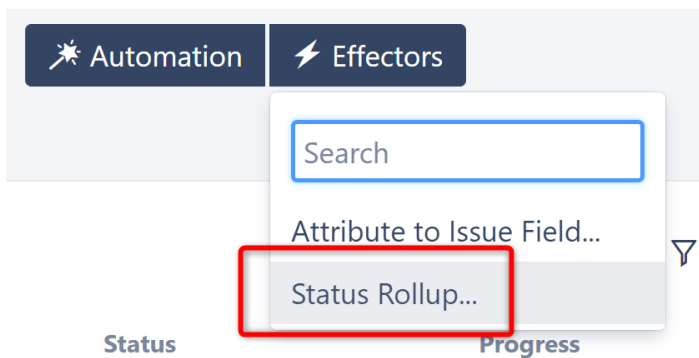 Automation Effectors
Search
Attribute to Issue Field...
Status Rollup...
Status Progress